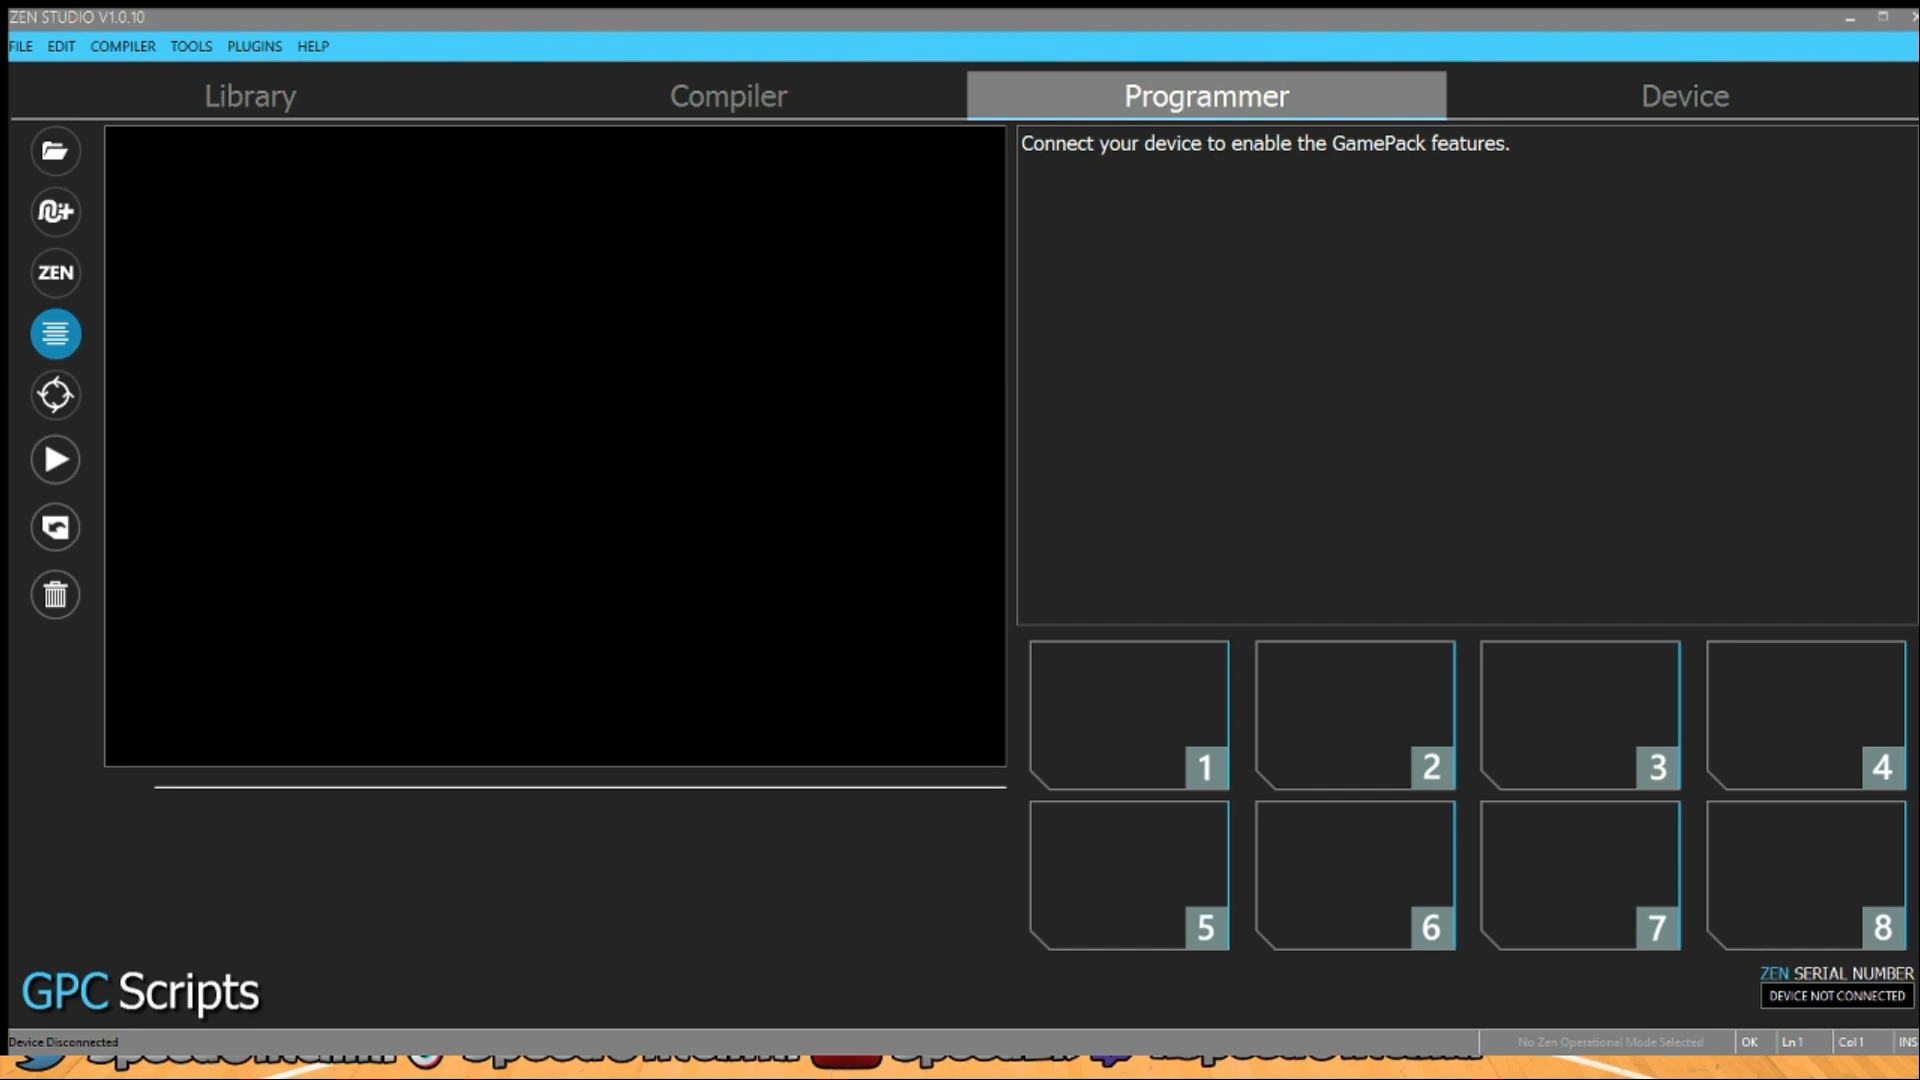 ZEN STUDIO V1.0.10
FILE EDIT COMPILER TOOLS PLUGINS HELP
Library Compiler Programmer Device
Connect your device to enable the GamePack features.
ZEN
1 2 3 4
5 6 7 8
GPC Scripts
ZEN SERIAL NUMBER
DEVICE NOT CONNECTED
Device Disconnected No Zen Operational Mode Selected OK Ln 1 Col 1 INS